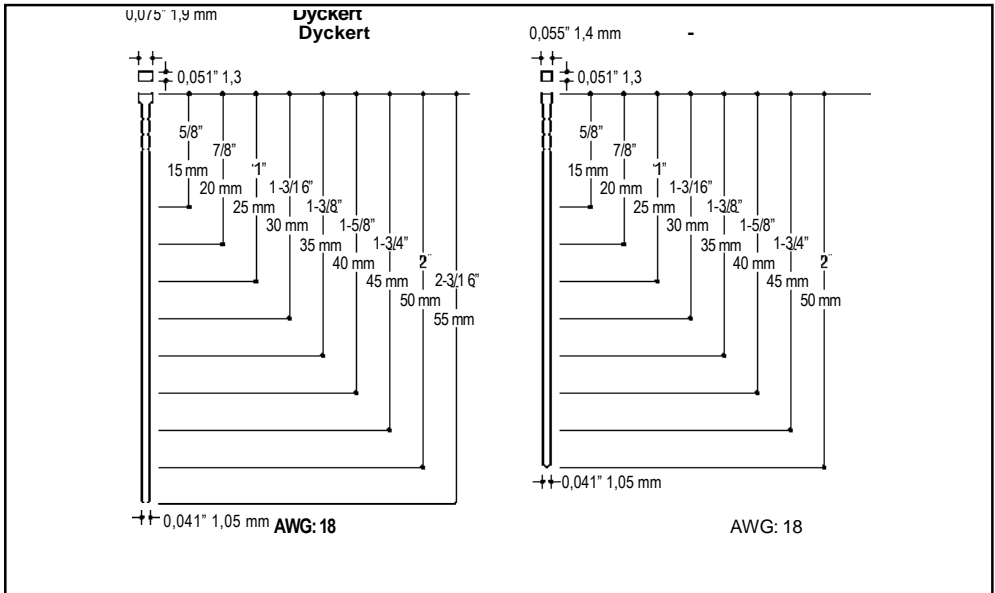 0,075” 1,9 mm
Dyckert
Dyckert
0,051” 1,3
5/8”
15 mm
7/8”
20 mm
1”
25 mm
1-3/16”
30 mm
1-3/8”
35 mm
1-5/8”
40 mm
1-3/4”
45 mm
2”
50 mm
2-3/1 6”
55 mm
0,041” 1,05 mm
AWG: 18
0,055” 1,4 mm
-
0,051” 1,3
5/8”
15 mm
7/8”
20 mm
1”
25 mm
1-3/16”
30 mm
1-3/8”
35 mm
1-5/8”
40 mm
1-3/4”
45 mm
2”
50 mm
0,041” 1,05 mm
AWG: 18